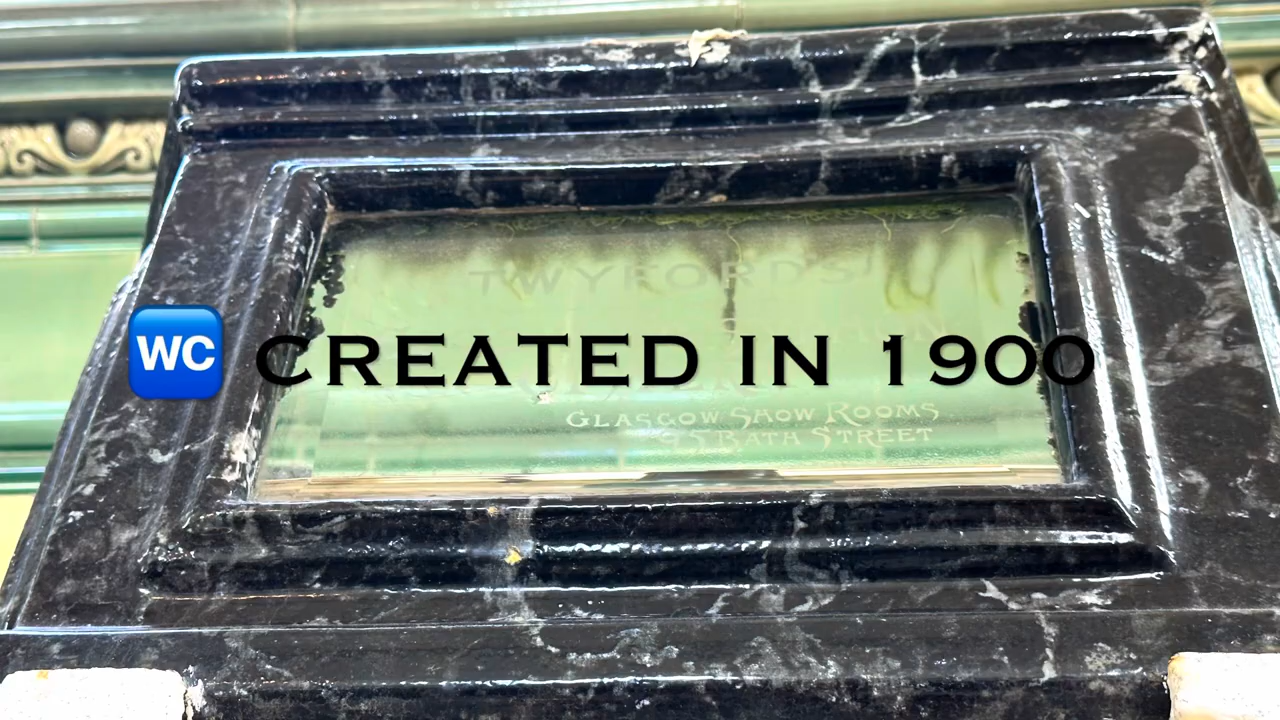 TWYFORDS'
WC CREATED IN 1900
GLASGOW SHOW ROOMS
95 BATH STREET